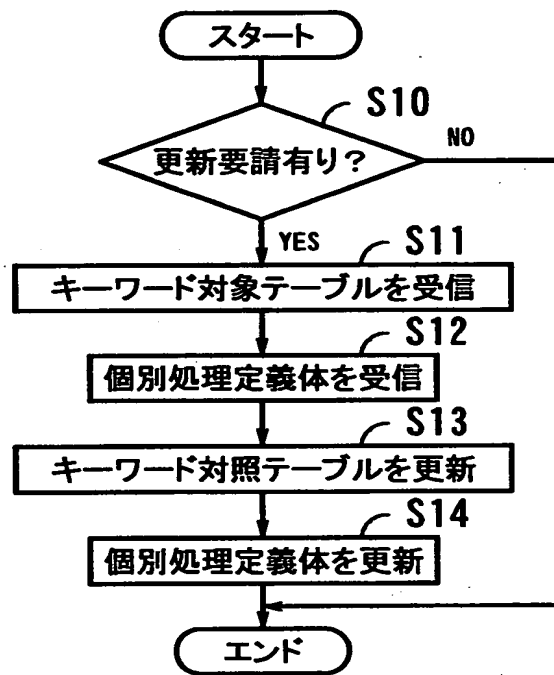 スタート
S10
更新要請有り？
NO
YES
S11
キーワード対象テーブルを受信
S12
個別処理定義体を受信
S13
キーワード対照テーブルを更新
S14
個別処理定義体を更新
エンド